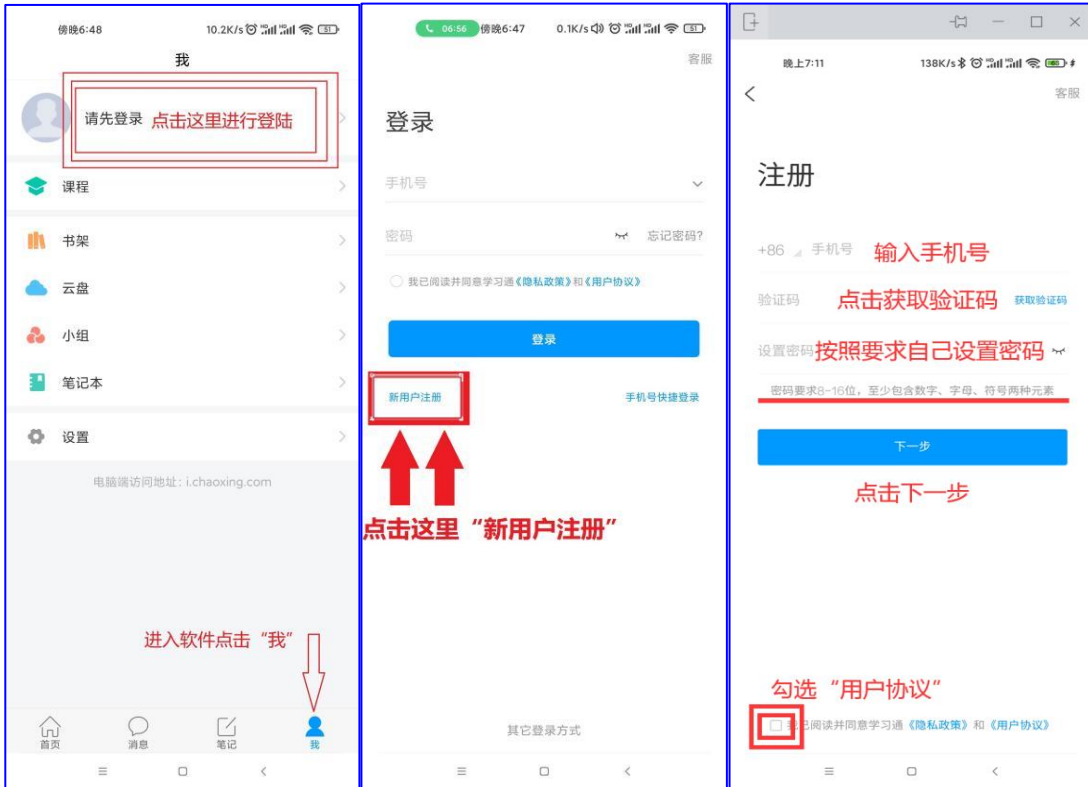 傍晚6:48
10.2K/s
51
我
请先登录
点击这里进行登陆
课程
书架
云盘
小组
笔记本
设置
电脑端访问地址：i.chaoxing.com
进入软件点击“我”
首页
消息
笔记
我
06:56
傍晚6:47
0.1K/s
51
客服
登录
手机号
密码
忘记密码?
我已阅读并同意学习通《隐私政策》和《用户协议》
登录
新用户注册
手机号快捷登录
点击这里“新用户注册”
其它登录方式
晚上7:11
138K/s
客服
注册
+86
手机号
输入手机号
验证码
点击获取验证码
获取验证码
设置密码
按照要求自己设置密码
密码要求8-16位，至少包含数字、字母、符号两种元素
下一步
点击下一步
勾选“用户协议”
我已阅读并同意学习通《隐私政策》和《用户协议》